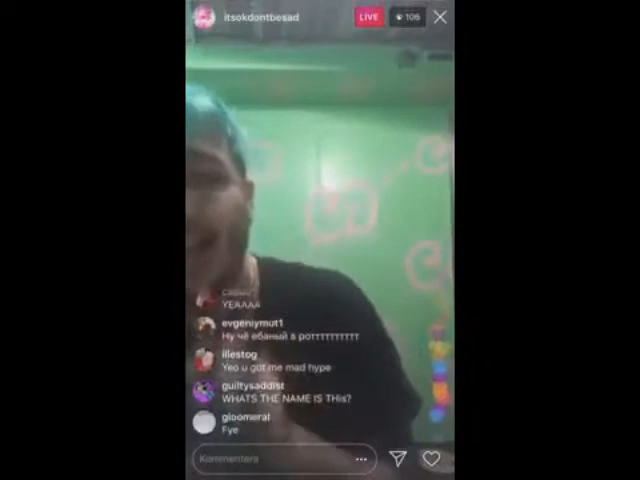 itsokdontbesad
LIVE
106
YEAAAA
evgeniymut1
Ну чё ебаный а ротттттттттт
illestog
Yeo u got me mad hype
guiltysaddist
WHATS THE NAME IS THis?
gloomeral
Fye
Kommentera